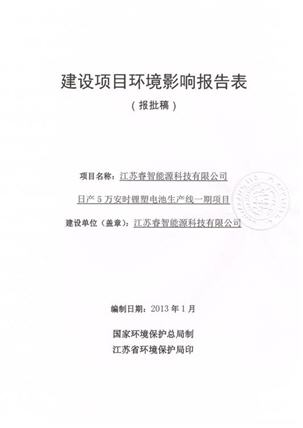 建设项目环境影响报告表
（报批稿）
项目名称：江苏睿智能源科技有限公司
日产5万安时锂塑电池生产线一期项目
建设单位（盖章）：江苏睿智能源科技有限公司
编制日期：2013年1月
国家环境保护总局制
江苏省环境保护局印